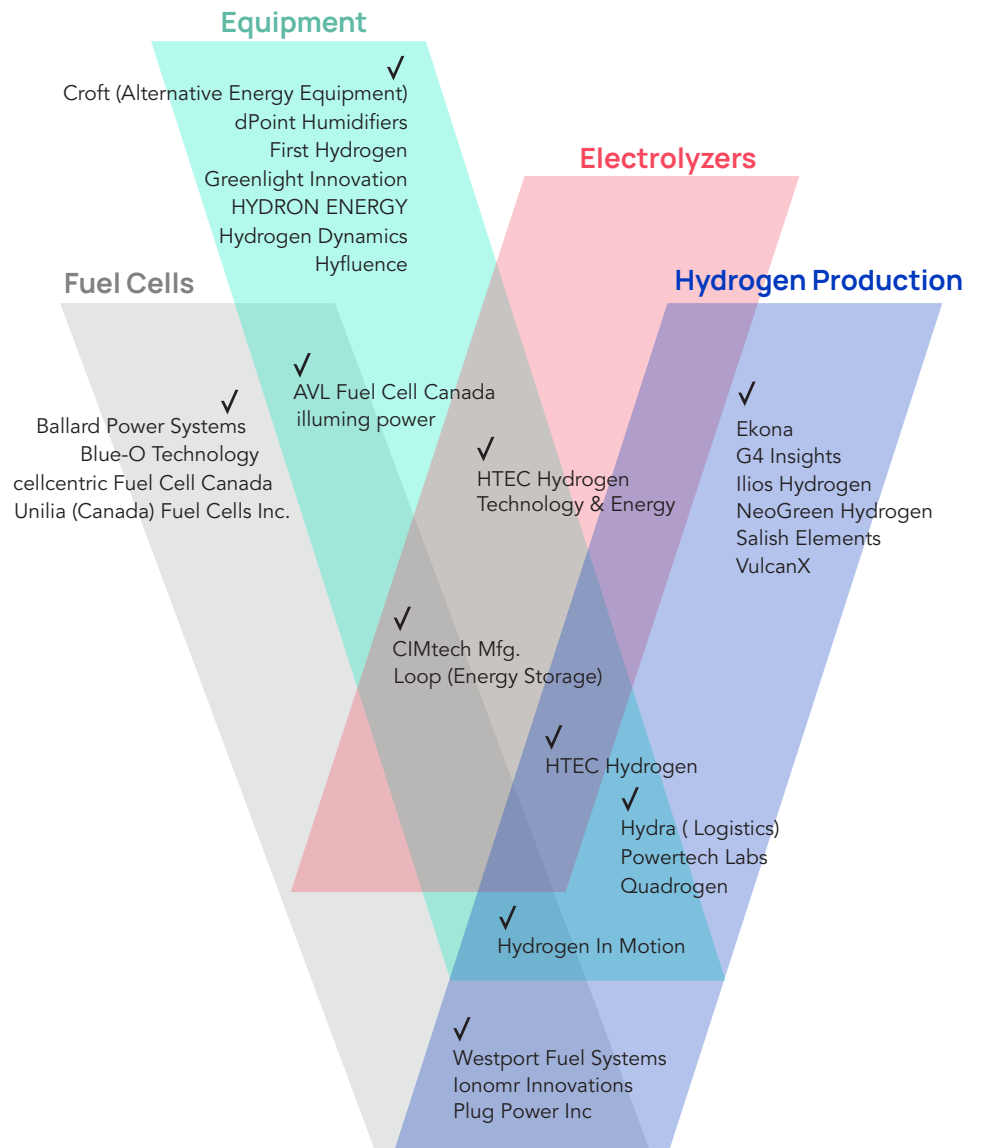 Equipment
✓
Croft (Alternative Energy Equipment)
dPoint Humidifiers
First Hydrogen
Greenlight Innovation
HYDRON ENERGY
Hydrogen Dynamics
Hyfluence
Electrolyzers
Fuel Cells
Hydrogen Production
✓
AVL Fuel Cell Canada
illuming power
✓
Ballard Power Systems
Blue-O Technology
cellcentric Fuel Cell Canada
Unilia (Canada) Fuel Cells Inc.
✓
HTEC Hydrogen
Technology & Energy
✓
Ekona
G4 Insights
Ilios Hydrogen
NeoGreen Hydrogen
Salish Elements
VulcanX
✓
CIMtech Mfg.
Loop (Energy Storage)
✓
HTEC Hydrogen
✓
Hydra ( Logistics)
Powertech Labs
Quadrogen
✓
Hydrogen In Motion
✓
Westport Fuel Systems
Ionomr Innovations
Plug Power Inc